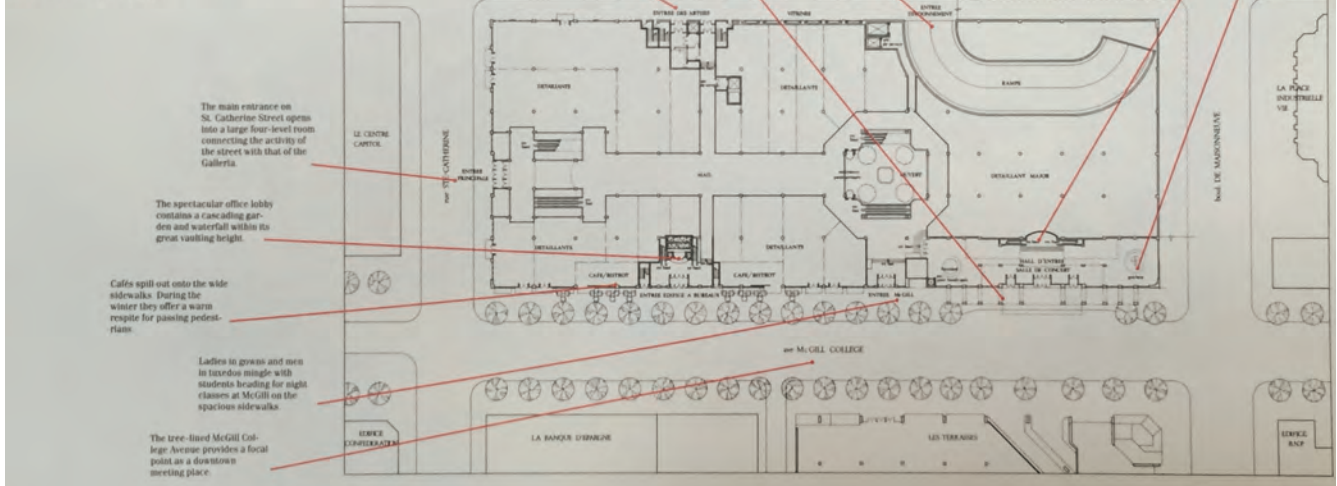 The main entrance on
St. Catherine Street opens
into a large four-level room
connecting the activity of
the street with that of the
Galleria.
The spectacular office lobby
contains a cascading gar-
den and waterfall within its
great vaulting height.
Cafés spill out onto the wide
sidewalks. During the
winter they offer a warm
respite for passing pedest-
rians.
Ladies in gowns and men
in tuxedos mingle with
students heading for night
classes at McGill on the
spacious sidewalks.
The tree-lined McGill Col-
lege Avenue provides a focal
point as a downtown
meeting place.
LE CENTRE
CAPITOL
rue STE-CATHERINE
ENTREE
PRINCIPALE
ENTREE DES ARTISTES
VITRINES
ENTREE
STATIONNEMENT
DETAILLANTS
DETAILLANTS
RAMPE
MAIL
OUVERT
DETAILLANT MAJOR
DETAILLANTS
DETAILLANTS
CAFE/BISTROT
CAFE/BISTROT
ENTREE EDIFICE A BUREAUX
ENTREE McGILL
HALL D'ENTREE
SALLE DE CONCERT
boul. DE MAISONNEUVE
LA PLACE
INDUSTRIELLE
VIE
ave McGILL COLLEGE
EDIFICE
CONFEDERATION
LA BANQUE D'EPARGNE
LES TERRASSES
EDIFICE